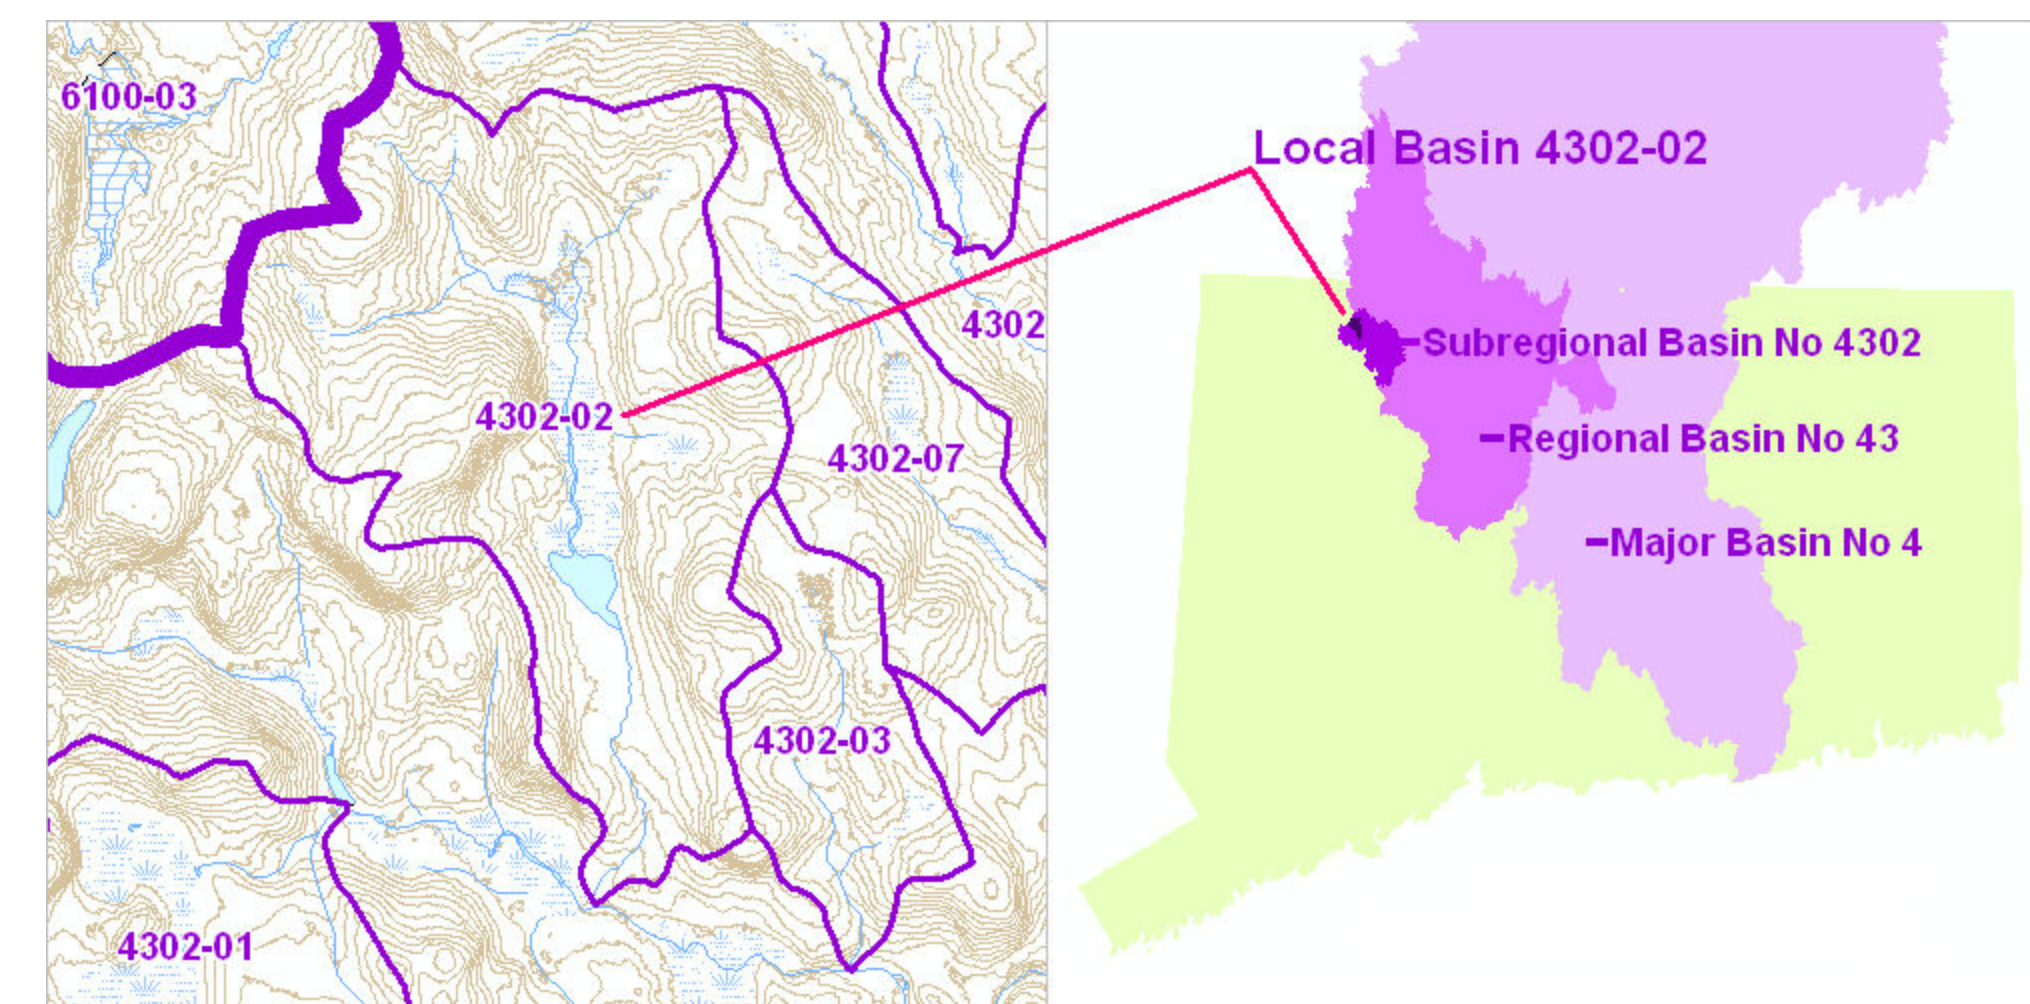 6100-03
4302
4302-02
4302-07
4302-03
4302-01
Local Basin 4302-02
Subregional Basin No 4302
Regional Basin No 43
Major Basin No 4